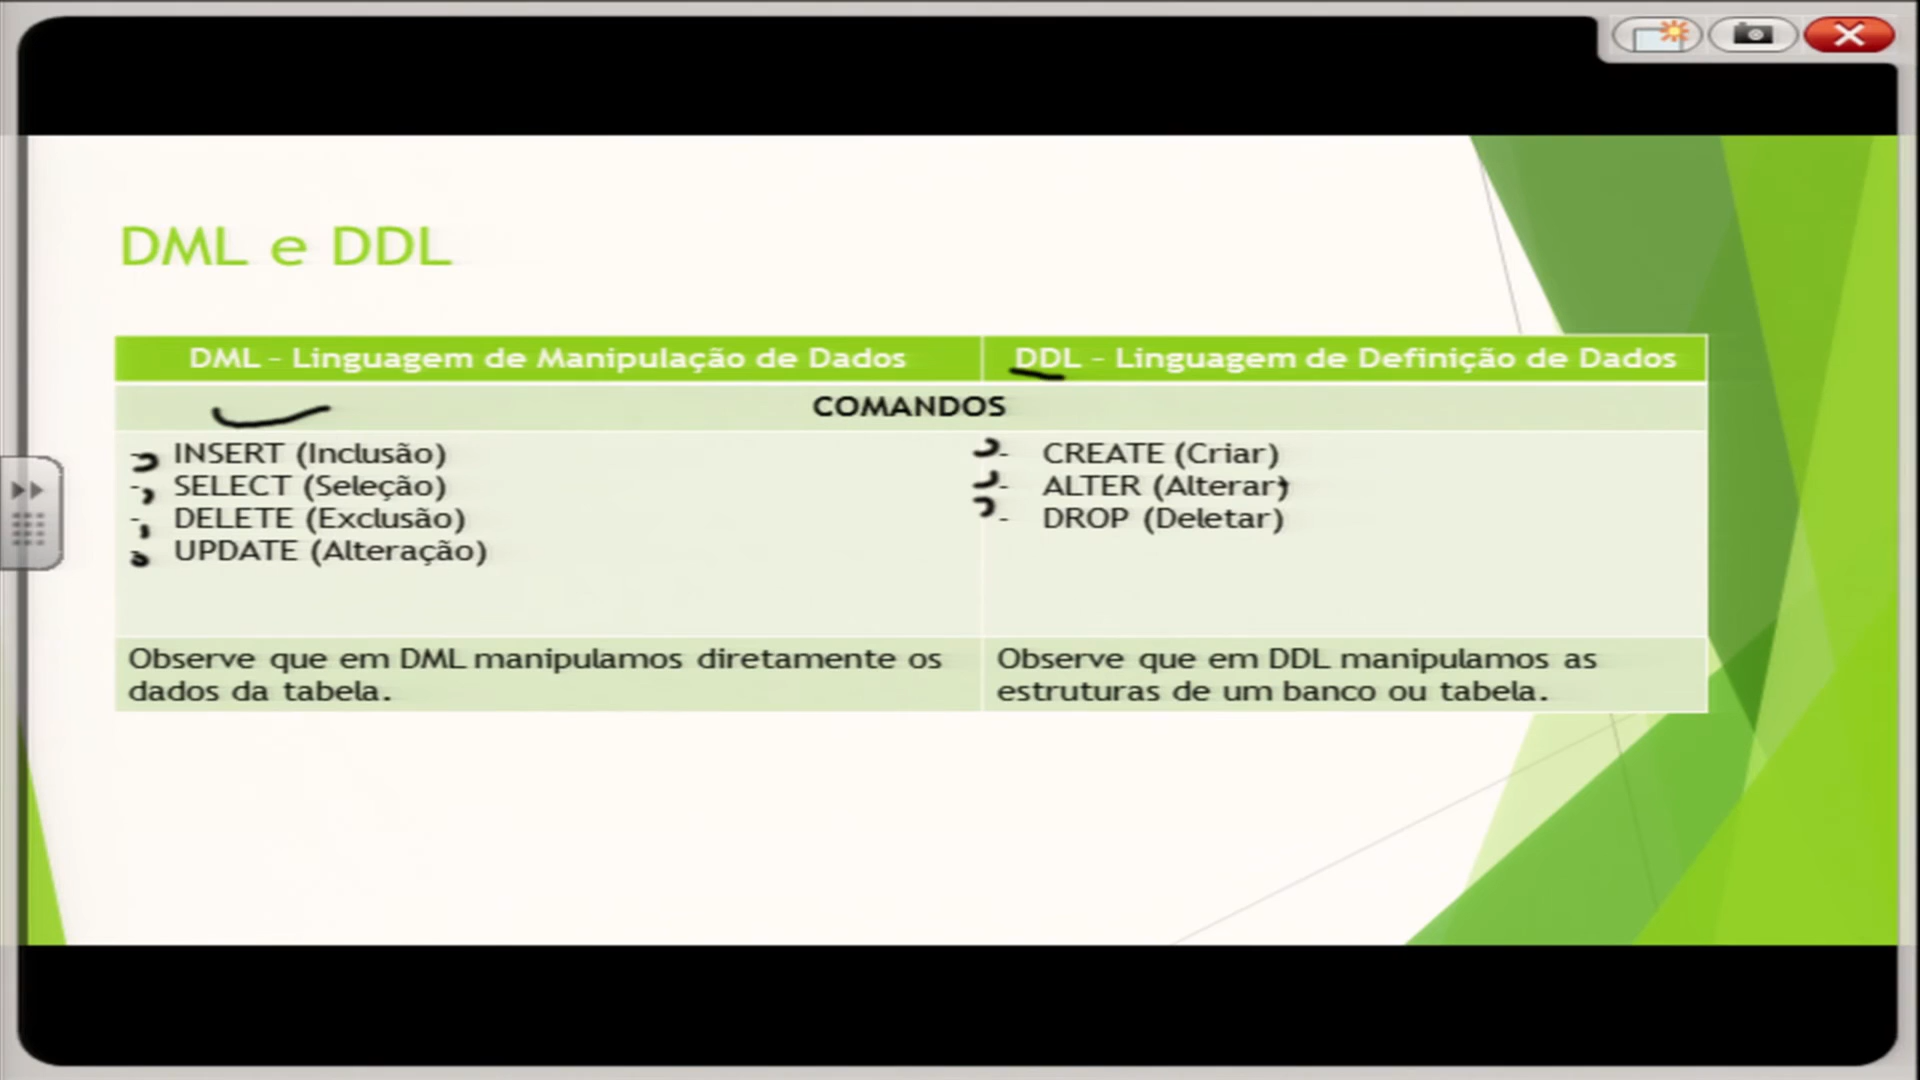 DML e DDL
DML – Linguagem de Manipulação de Dados
DDL – Linguagem de Definição de Dados
COMANDOS
- INSERT (Inclusão)
- SELECT (Seleção)
- DELETE (Exclusão)
- UPDATE (Alteração)
- CREATE (Criar)
- ALTER (Alterar)
- DROP (Deletar)
Observe que em DML manipulamos diretamente os
dados da tabela.
Observe que em DDL manipulamos as
estruturas de um banco ou tabela.